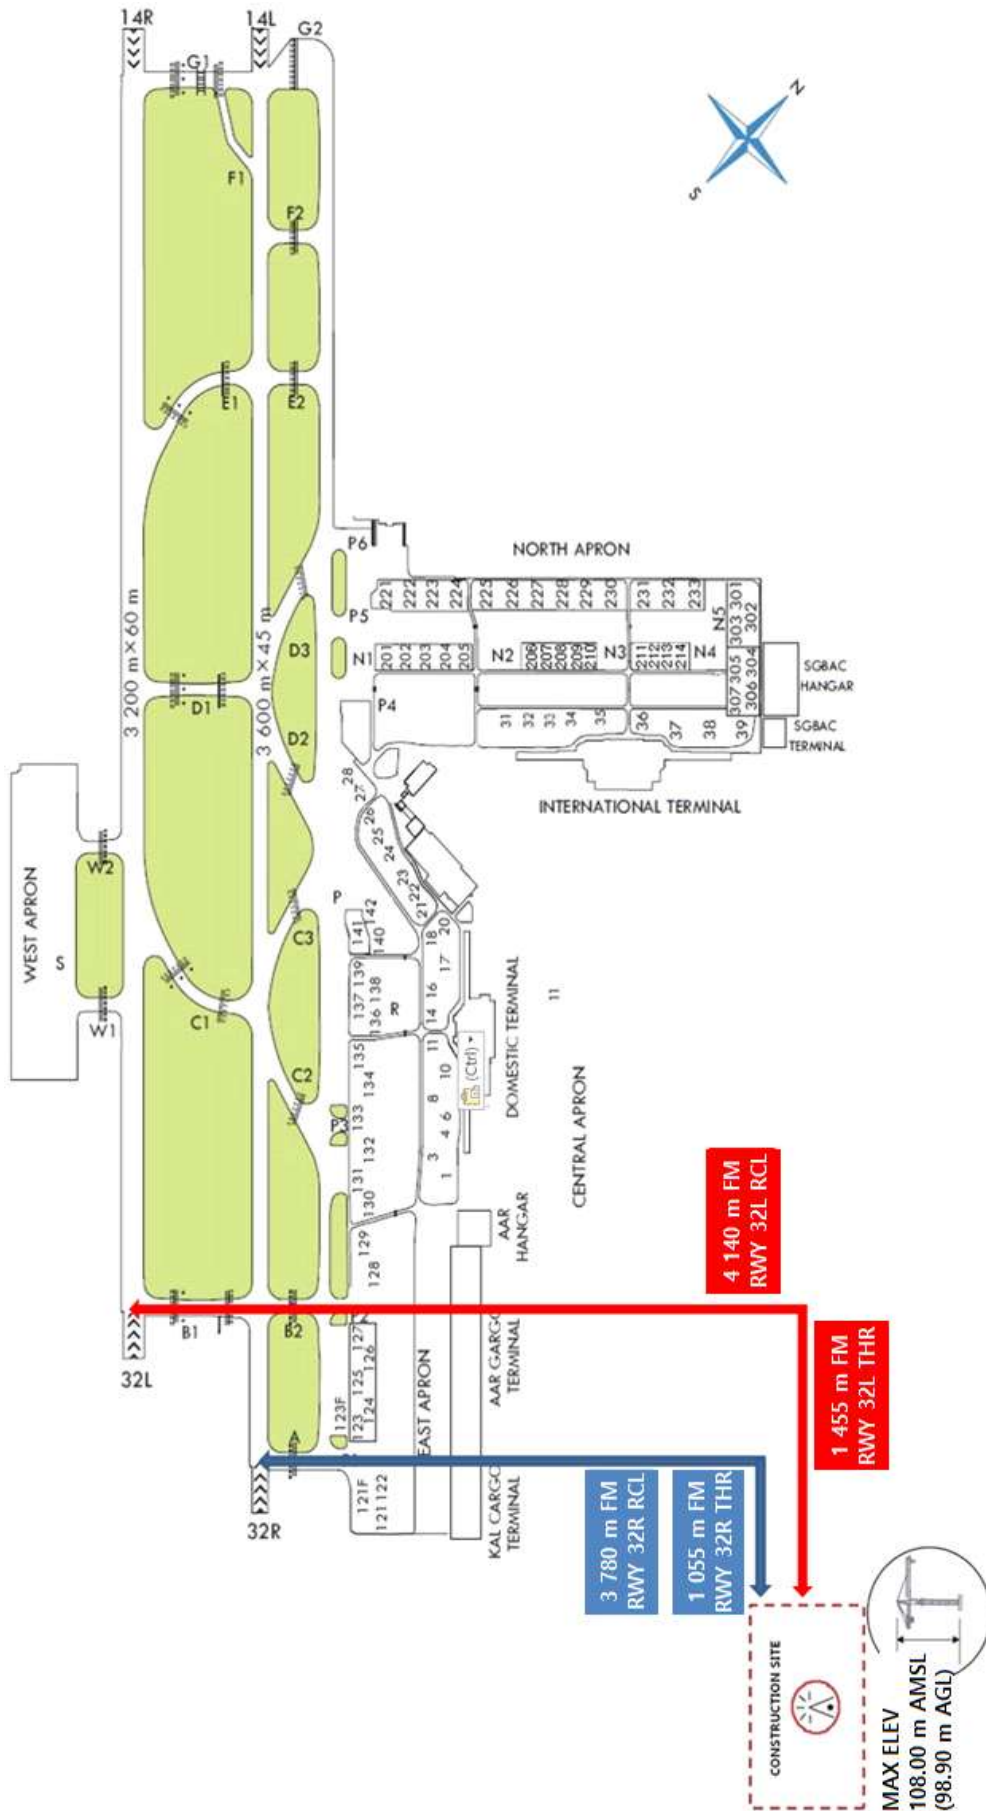 14R
14L
G2
G1
F1
F2
N
S
E1
E2
3 200 m×60 m
3 600 m×45 m
P6
NORTH APRON
P5
D3
D1
D2
N1
N2
N3
N4
N5
P4
221
222
223
224
225
226
227
228
229
230
231
232
233
301
302
303
201
202
203
204
205
206
207
208
209
210
211
212
213
214
307 305
306 304
31
32
33
34
35
36
37
38
39
SGBAC
HANGAR
SGBAC
TERMINAL
INTERNATIONAL TERMINAL
WEST APRON
S
W2
W1
28
27
26
25
24
23
22
21
20
P
C3
C1
C2
P3
142
141
140
139
138
137
136
R
135
134
133
132
131
130
129
128
18
17
16
14
11
10
8
6
4
3
1
(Ctrl)
DOMESTIC TERMINAL
11
CENTRAL APRON
AAR
HANGAR
AAR GARGO
TERMINAL
EAST APRON
KAL CARGO
TERMINAL
B1
B2
A
127
126
125
124
123
123F
121F
121 122
32L
32R
4 140 m FM
RWY 32L RCL
1 455 m FM
RWY 32L THR
3 780 m FM
RWY 32R RCL
1 055 m FM
RWY 32R THR
CONSTRUCTION SITE
MAX ELEV
108.00 m AMSL
(98.90 m AGL)